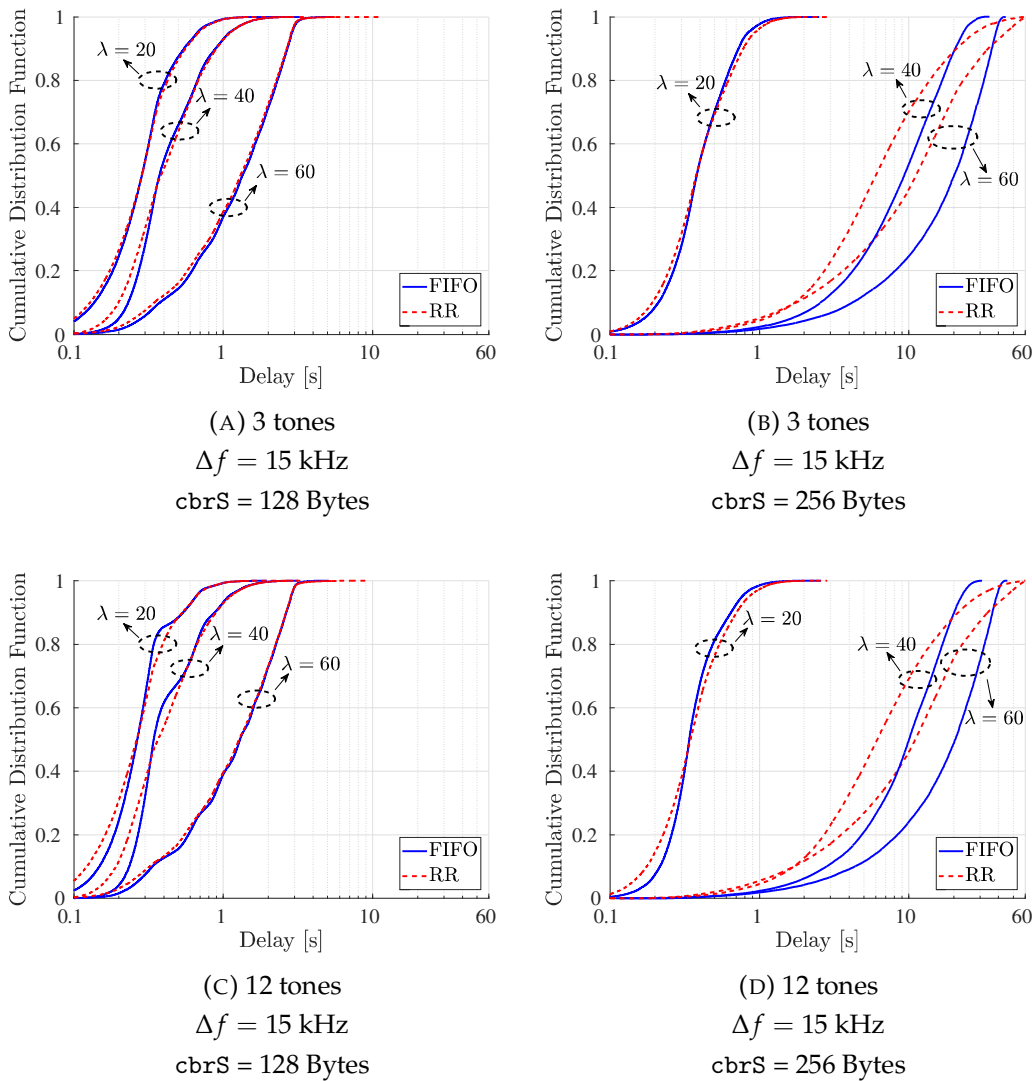 Cumulative Distribution Function
1
0.8
0.6
0.4
0.2
0
λ = 20
λ = 40
λ = 60
FIFO
RR
0.1
1
10
60
Delay [s]
(A) 3 tones
Δf = 15 kHz
cbrS = 128 Bytes
Cumulative Distribution Function
1
0.8
0.6
0.4
0.2
0
λ = 20
λ = 40
λ = 60
FIFO
RR
0.1
1
10
60
Delay [s]
(B) 3 tones
Δf = 15 kHz
cbrS = 256 Bytes
Cumulative Distribution Function
1
0.8
0.6
0.4
0.2
0
λ = 20
λ = 40
λ = 60
FIFO
RR
0.1
1
10
60
Delay [s]
(C) 12 tones
Δf = 15 kHz
cbrS = 128 Bytes
Cumulative Distribution Function
1
0.8
0.6
0.4
0.2
0
λ = 20
λ = 40
λ = 60
FIFO
RR
0.1
1
10
60
Delay [s]
(D) 12 tones
Δf = 15 kHz
cbrS = 256 Bytes